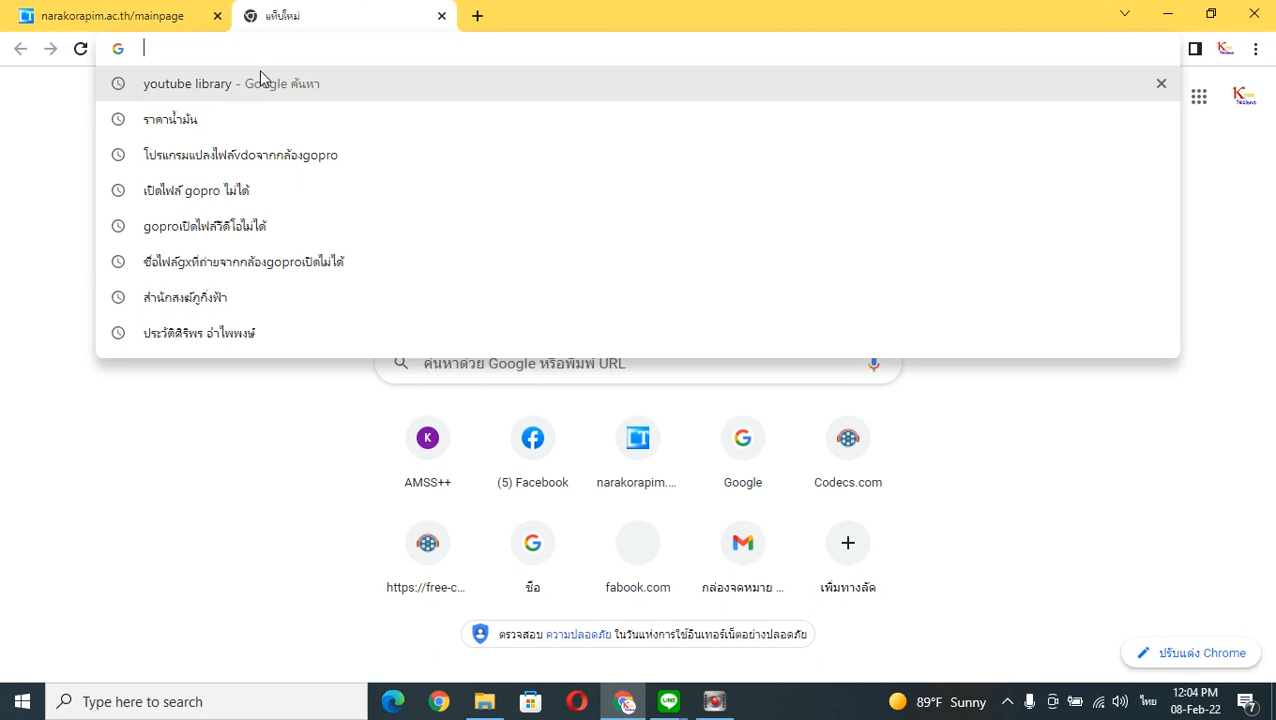 narakorapim.ac.th/mainpage
แท็บใหม่
youtube library - Google ค้นหา
ราคาน้ำมัน
โปรแกรมแปลงไฟล์vdoจากกล้องgopro
เปิดไฟล์ gopro ไม่ได้
goproเปิดไฟล์วีดีโอไม่ได้
ชื่อไฟล์gxที่ถ่ายจากกล้องgoproเปิดไม่ได้
สำนักสงฆ์ภูกิ่งฟ้า
ประวัติศิริพร อำไพพงษ์
ค้นหาด้วย Google หรือพิมพ์ URL
K
AMSS++
(5) Facebook
narakorapim....
Google
Codecs.com
https://free-c...
ชื่อ
fabook.com
กล่องจดหมาย ...
เพิ่มทางลัด
ตรวจสอบ ความปลอดภัย ในวันแห่งการใช้อินเทอร์เน็ตอย่างปลอดภัย
ปรับแต่ง Chrome
Type here to search
LINE
89°F Sunny
ไทย
12:04 PM
08-Feb-22
7